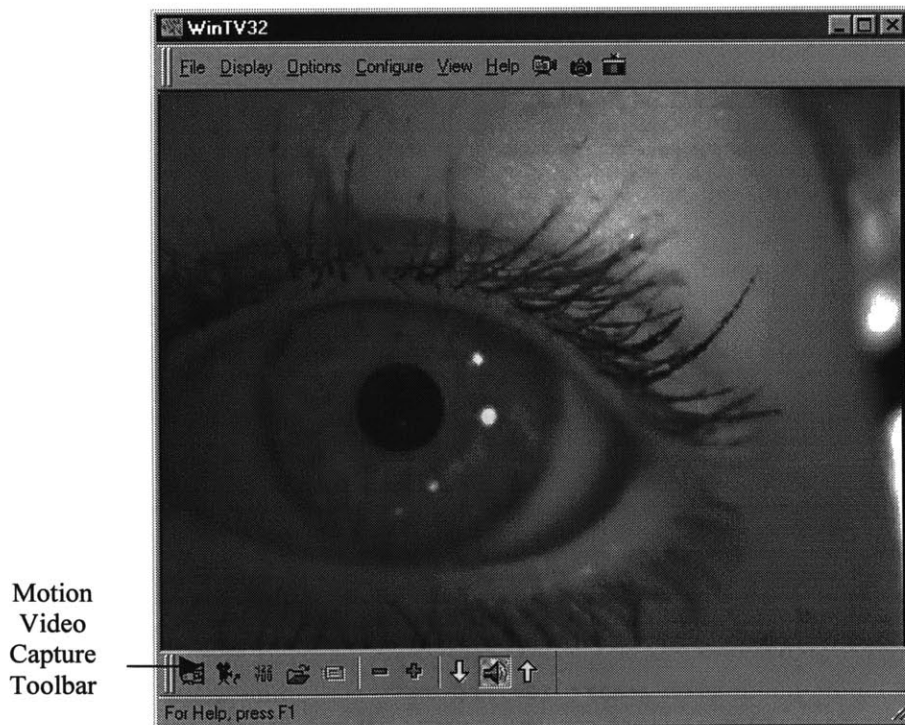 WinTV32
File Display Options Configure View Help
Motion
Video
Capture
Toolbar
For Help, press F1